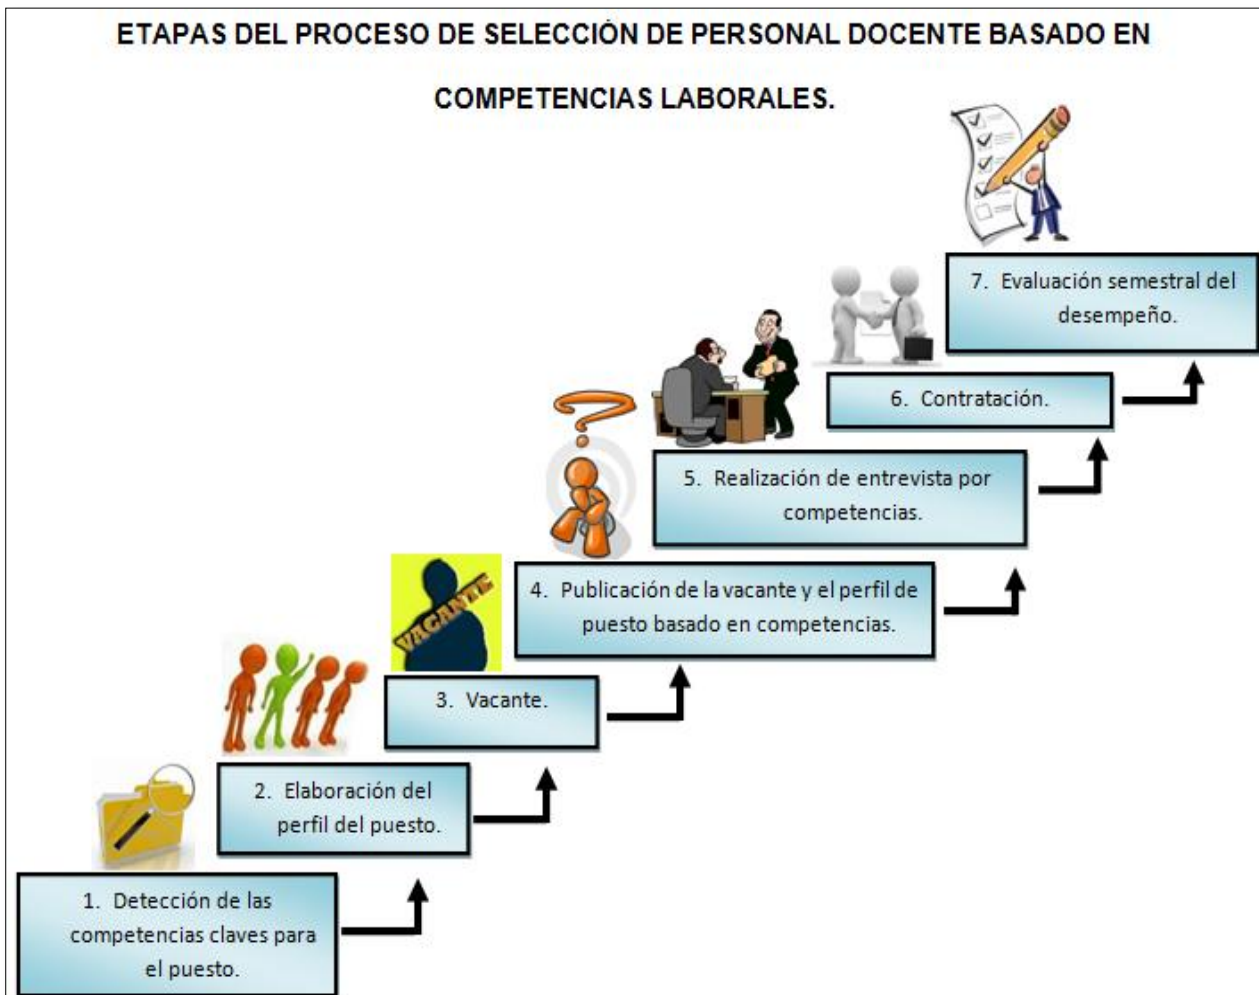 ETAPAS DEL PROCESO DE SELECCIÓN DE PERSONAL DOCENTE BASADO EN
COMPETENCIAS LABORALES.
7. Evaluación semestral del
desempeño.
6. Contratación.
5. Realización de entrevista por
competencias.
VACANTE
4. Publicación de la vacante y el perfil de
puesto basado en competencias.
3. Vacante.
2. Elaboración del
perfil del puesto.
1. Detección de las
competencias claves para
el puesto.